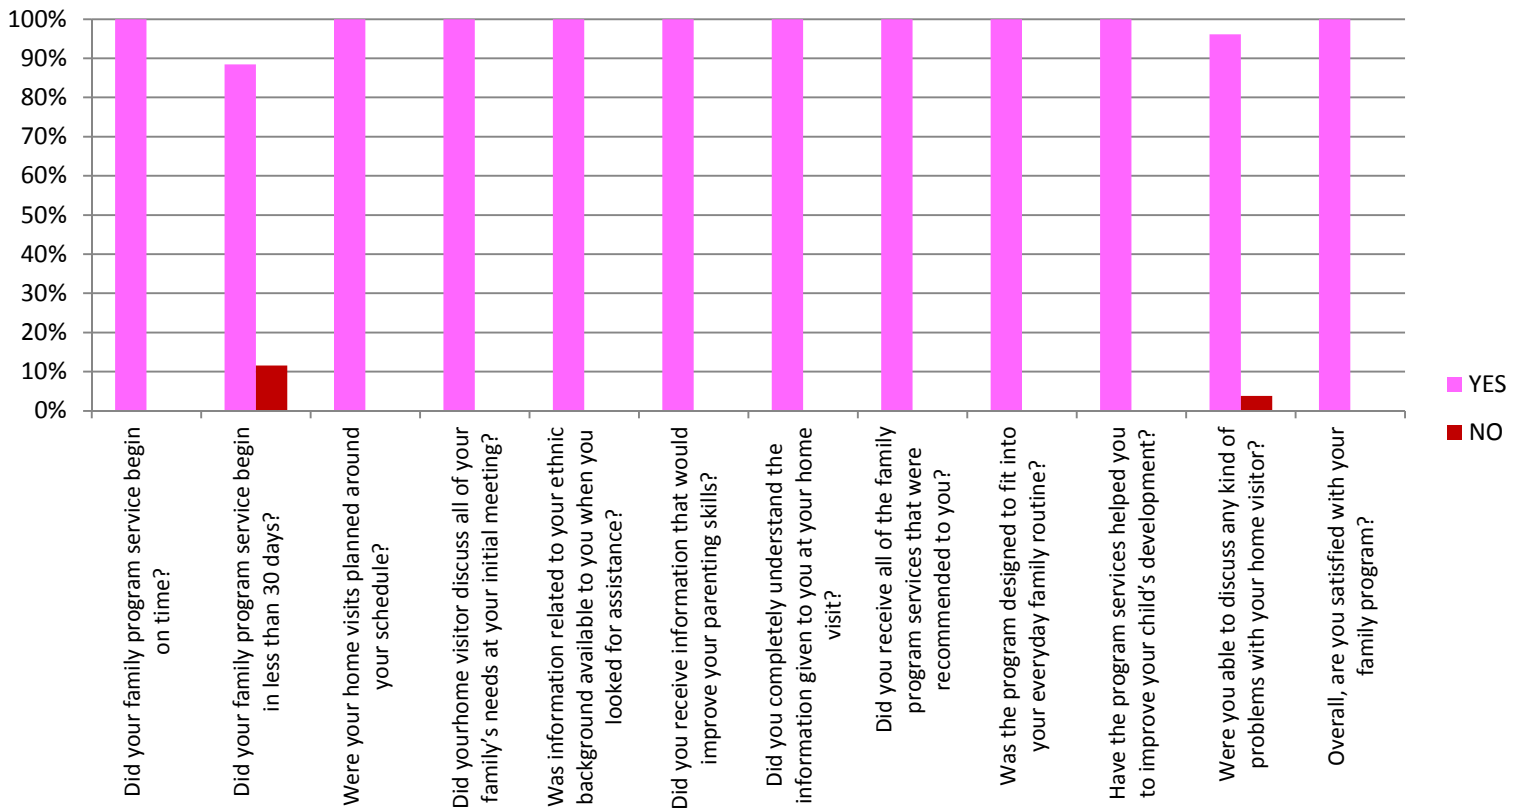 100%
90%
80%
70%
60%
50%
40%
30%
20%
10%
0%
Did your family program service begin
on time?
Did your family program service begin
in less than 30 days?
Were your home visits planned around
your schedule?
Did yourhome visitor discuss all of your
family’s needs at your initial meeting?
Was information related to your ethnic
background available to you when you
looked for assistance?
Did you receive information that would
improve your parenting skills?
Did you completely understand the
information given to you at your home
visit?
Did you receive all of the family
program services that were
recommended to you?
Was the program designed to fit into
your everyday family routine?
Have the program services helped you
to improve your child’s development?
Were you able to discuss any kind of
problems with your home visitor?
Overall, are you satisfied with your
family program?
YES
NO